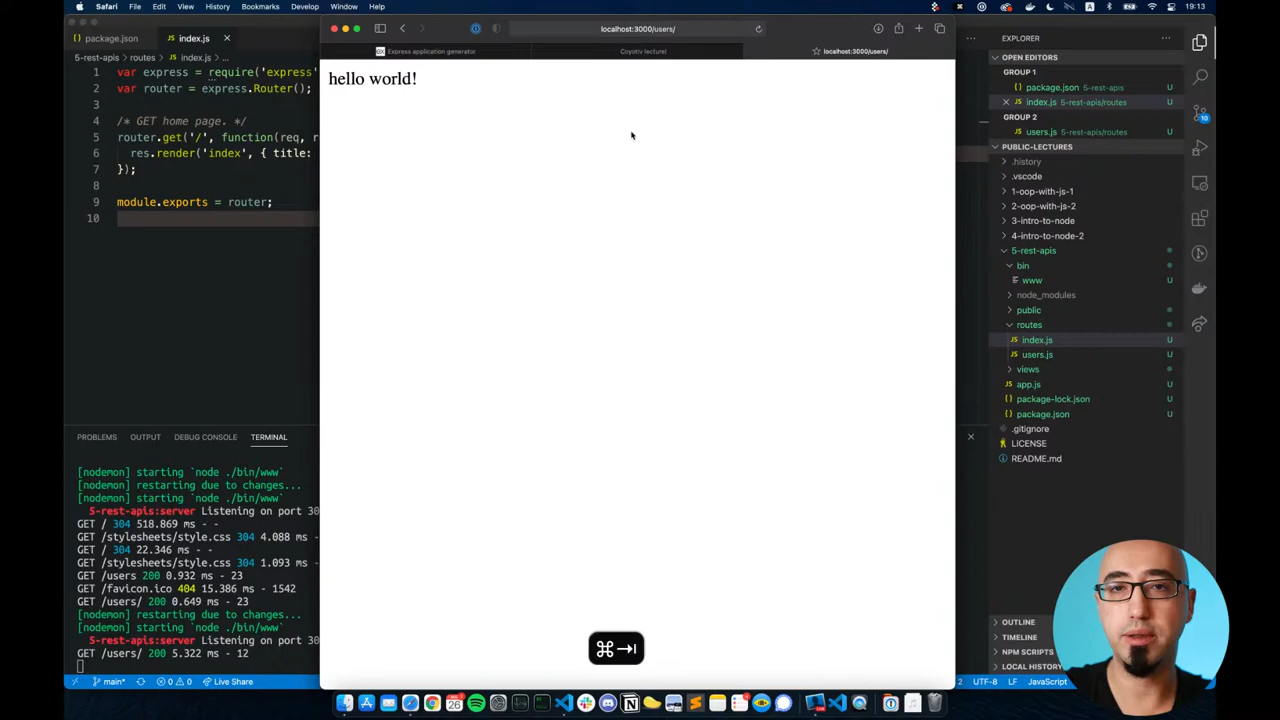 Safari File Edit View History Bookmarks Develop Window Help 19:13
package.json index.js
localhost:3000/users/
Express application generator Coyotiv lecture! localhost:3000/users/
5-rest-apis > routes > JS index.js > ...
1 var express = require('express'
2 var router = express.Router();
3
4 /* GET home page. */
5 router.get('/', function(req, r
6 res.render('index', { title:
7 });
8
9 module.exports = router;
10
hello world!
PROBLEMS OUTPUT DEBUG CONSOLE TERMINAL
[nodemon] starting `node ./bin/www`
[nodemon] restarting due to changes...
[nodemon] starting `node ./bin/www`
5-rest-apis:server Listening on port 30
GET / 304 518.869 ms - -
GET /stylesheets/style.css 304 4.088 ms -
GET / 304 22.346 ms - -
GET /stylesheets/style.css 304 1.093 ms -
GET /users 200 0.932 ms - 23
GET /favicon.ico 404 15.386 ms - 1542
GET /users/ 200 0.649 ms - 23
[nodemon] restarting due to changes...
[nodemon] starting `node ./bin/www`
5-rest-apis:server Listening on port 30
GET /users/ 200 5.322 ms - 12
EXPLORER
OPEN EDITORS
GROUP 1
package.json 5-rest-apis U
JS index.js 5-rest-apis/routes U
GROUP 2
JS users.js 5-rest-apis/routes U
PUBLIC-LECTURES
.history
.vscode
1-oop-with-js-1
2-oop-with-js-2
3-intro-to-node
4-intro-to-node-2
5-rest-apis
bin
www U
node_modules
public
routes
JS index.js U
JS users.js U
views
JS app.js U
package-lock.json U
package.json U
.gitignore
LICENSE
README.md
10
OUTLINE
TIMELINE
NPM SCRIPTS
LOCAL HISTORY
main* 0 0 Live Share
2 UTF-8 LF JavaScript
26